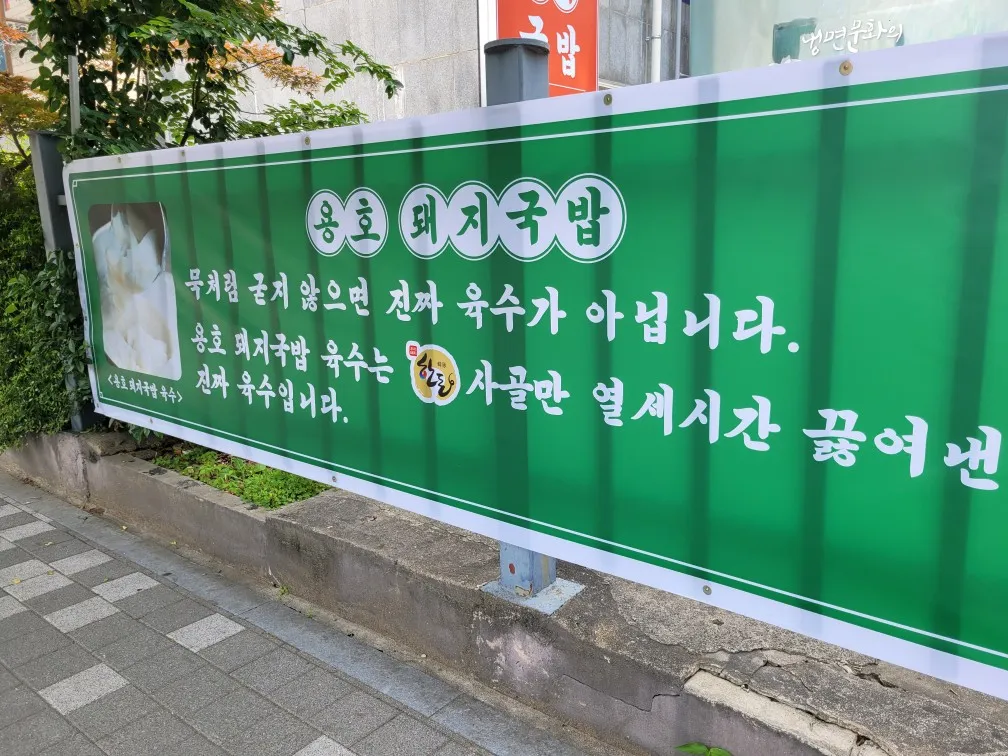 국밥
냉면문화의
용호 돼지국밥
묵처럼 굳지 않으면 진짜 육수가 아닙니다.
용호 돼지국밥 육수는 한돈 사골만 열세시간 끓여낸
진짜 육수입니다.
<용호 돼지국밥 육수>